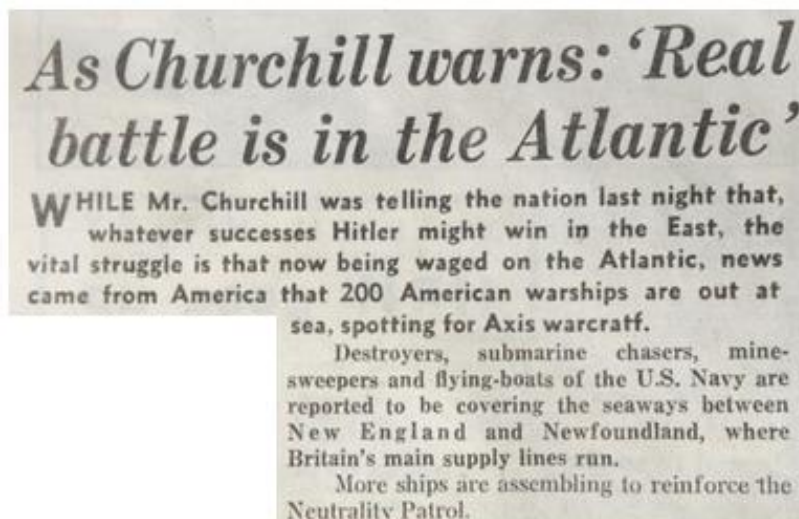 As Churchill warns: ‘Real
battle is in the Atlantic’
WHILE Mr. Churchill was telling the nation last night that,
whatever successes Hitler might win in the East, the
vital struggle is that now being waged on the Atlantic, news
came from America that 200 American warships are out at
sea, spotting for Axis warcraft.
Destroyers, submarine chasers, mine-
sweepers and flying-boats of the U.S. Navy are
reported to be covering the seaways between
New England and Newfoundland, where
Britain's main supply lines run.
More ships are assembling to reinforce the
Neutrality Patrol.